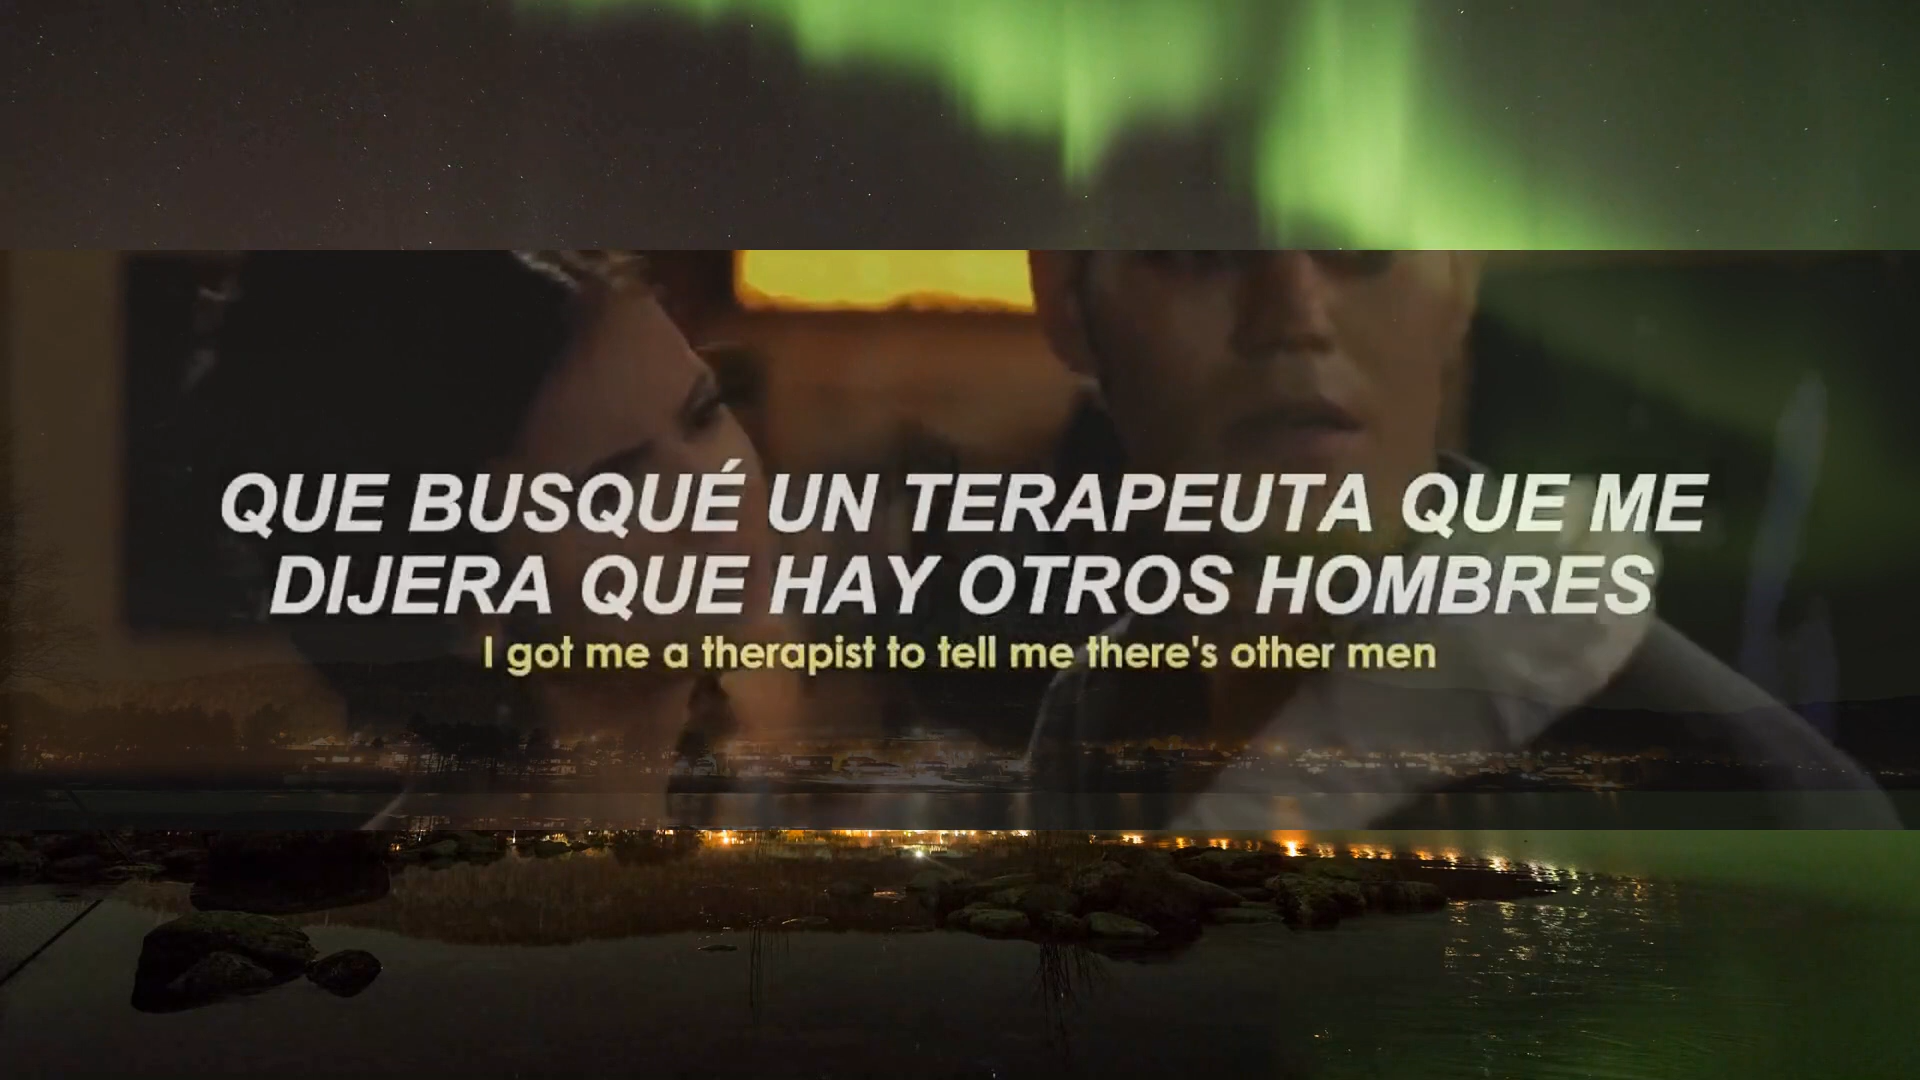 QUE BUSQUÉ UN TERAPEUTA QUE ME
DIJERA QUE HAY OTROS HOMBRES
I got me a therapist to tell me there's other men